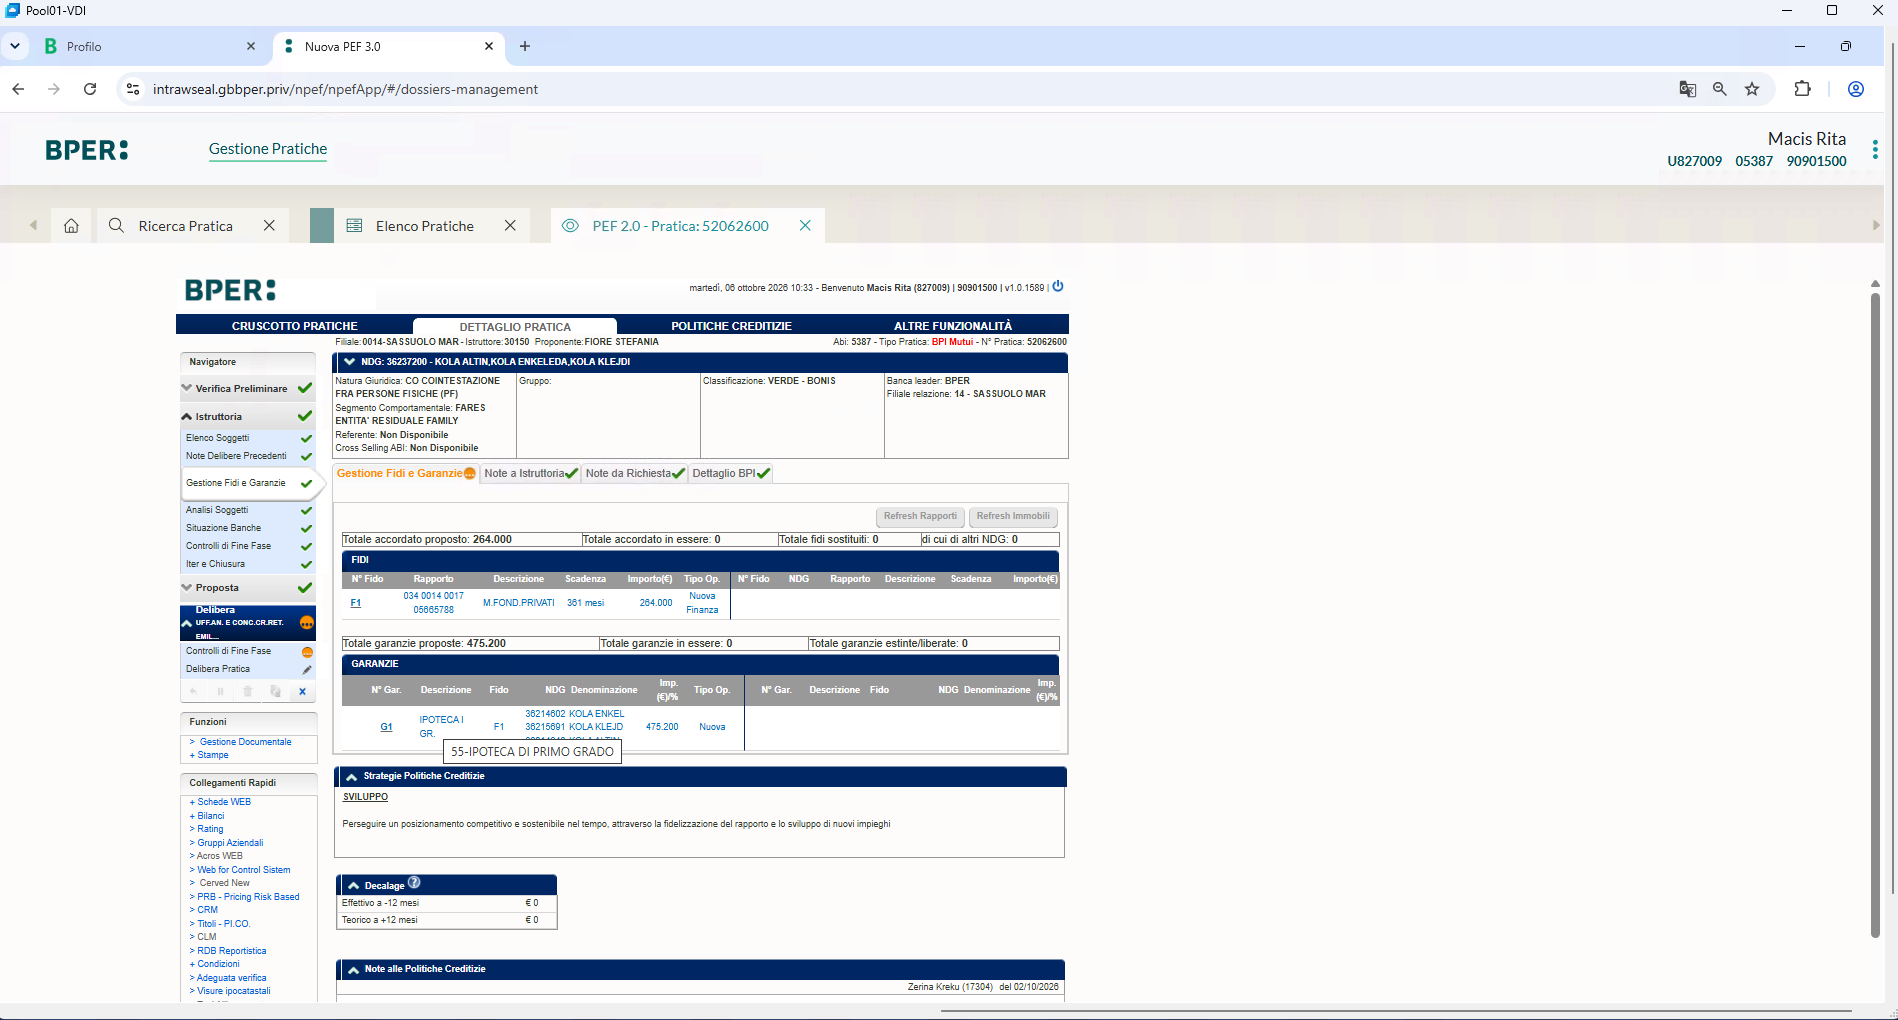 Pool01-VDI
Profilo
Nuova PEF 3.0
intrawseal.gbbper.priv/npef/npefApp/#/dossiers-management
BPER:
Gestione Pratiche
Macis Rita
U827009 05387 90901500
Ricerca Pratica
Elenco Pratiche
PEF 2.0 - Pratica: 52062600
BPER:
martedì, 06 ottobre 2026 10:33 - Benvenuto Macis Rita (827009) | 90901500 | v1.0.1589 |
CRUSCOTTO PRATICHE
DETTAGLIO PRATICA
POLITICHE CREDITIZIE
ALTRE FUNZIONALITÀ
Filiale: 0014-SASSUOLO MAR - Istruttore: 30150 Proponente: FIORE STEFANIA
Abi: 5387 - Tipo Pratica: BPI Mutui - N° Pratica: 52062600
Navigatore
Verifica Preliminare
Istruttoria
Elenco Soggetti
Note Delibere Precedenti
Gestione Fidi e Garanzie
Analisi Soggetti
Situazione Banche
Controlli di Fine Fase
Iter e Chiusura
Proposta
Delibera
UFF.AN. E CONC.CR.RET.
EMIL...
Controlli di Fine Fase
Delibera Pratica
Funzioni
> Gestione Documentale
+ Stampe
Collegamenti Rapidi
+ Schede WEB
+ Bilanci
> Rating
> Gruppi Aziendali
> Acros WEB
> Web for Control Sistem
> Cerved New
> PRB - Pricing Risk Based
> CRM
> Titoli - PI.CO.
> CLM
> RDB Reportistica
+ Condizioni
> Adeguata verifica
> Visure ipocatastali
NDG: 36237200 - KOLA ALTIN,KOLA ENKELEDA,KOLA KLEJDI
Natura Giuridica: CO COINTESTAZIONE
FRA PERSONE FISICHE (PF)
Segmento Comportamentale: FARES
ENTITA' RESIDUALE FAMILY
Referente: Non Disponibile
Cross Selling ABI: Non Disponibile
Gruppo:
Classificazione: VERDE - BONIS
Banca leader: BPER
Filiale relazione: 14 - SASSUOLO MAR
Gestione Fidi e Garanzie
Note a Istruttoria
Note da Richiesta
Dettaglio BPI
Refresh Rapporti
Refresh Immobili
Totale accordato proposto: 264.000
Totale accordato in essere: 0
Totale fidi sostituiti: 0
di cui di altri NDG: 0
FIDI
N° Fido Rapporto Descrizione Scadenza Importo(€) Tipo Op. N° Fido NDG Rapporto Descrizione Scadenza Importo(€)
F1 034 0014 0017 05665788 M.FOND.PRIVATI 361 mesi 264.000 Nuova Finanza
Totale garanzie proposte: 475.200
Totale garanzie in essere: 0
Totale garanzie estinte/liberate: 0
GARANZIE
N° Gar. Descrizione Fido NDG Denominazione Imp. (€)/% Tipo Op. N° Gar. Descrizione Fido NDG Denominazione Imp. (€)/%
36214602 KOLA ENKEL
G1 IPOTECA I GR. F1 36215691 KOLA KLEJD 475.200 Nuova
55-IPOTECA DI PRIMO GRADO
Strategie Politiche Creditizie
SVILUPPO
Perseguire un posizionamento competitivo e sostenibile nel tempo, attraverso la fidelizzazione del rapporto e lo sviluppo di nuovi impieghi
Decalage
Effettivo a -12 mesi € 0
Teorico a +12 mesi € 0
Note alle Politiche Creditizie
Zerina Kreku (17304) del 02/10/2026